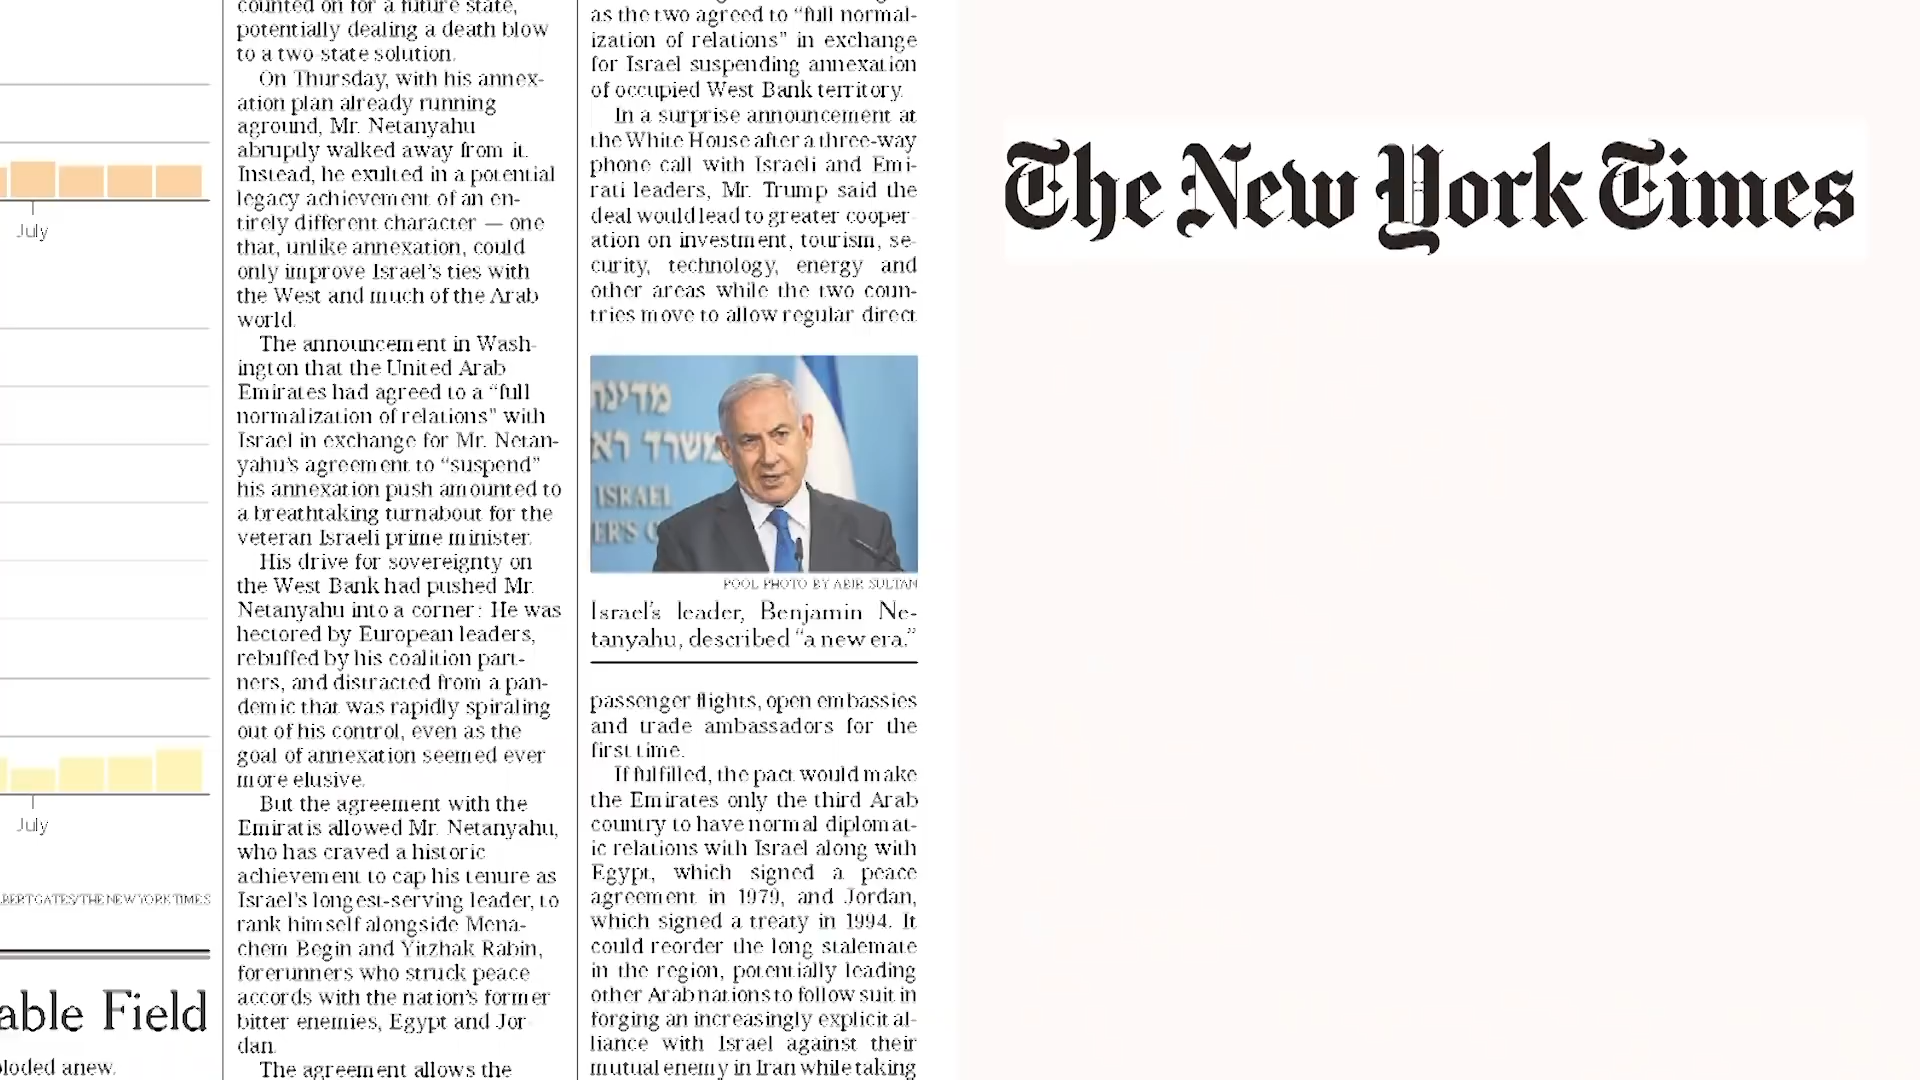 July
July
BERT GATES/THE NEW YORK TIMES
able Field
ploded anew.
counted on for a future state,
potentially dealing a death blow
to a two-state solution.
On Thursday, with his annex-
ation plan already running
aground, Mr. Netanyahu
abruptly walked away from it.
Instead, he exulted in a potential
legacy achievement of an en-
tirely different character — one
that, unlike annexation, could
only improve Israel's ties with
the West and much of the Arab
world.
The announcement in Wash-
ington that the United Arab
Emirates had agreed to a “full
normalization of relations” with
Israel in exchange for Mr. Netan-
yahu's agreement to “suspend”
his annexation push amounted to
a breathtaking turnabout for the
veteran Israeli prime minister.
His drive for sovereignty on
the West Bank had pushed Mr.
Netanyahu into a corner: He was
hectored by European leaders,
rebuffed by his coalition part-
ners, and distracted from a pan-
demic that was rapidly spiraling
out of his control, even as the
goal of annexation seemed ever
more elusive.
But the agreement with the
Emiratis allowed Mr. Netanyahu,
who has craved a historic
achievement to cap his tenure as
Israel's longest-serving leader, to
rank himself alongside Mena-
chem Begin and Yitzhak Rabin,
forerunners who struck peace
accords with the nation's former
bitter enemies, Egypt and Jor-
dan.
The agreement allows the
as the two agreed to “full normal-
ization of relations” in exchange
for Israel suspending annexation
of occupied West Bank territory.
In a surprise announcement at
the White House after a three-way
phone call with Israeli and Emi-
rati leaders, Mr. Trump said the
deal would lead to greater cooper-
ation on investment, tourism, se-
curity, technology, energy and
other areas while the two coun-
tries move to allow regular direct
מדינת
משרד רא
ISRAEL
ER'S O
POOL PHOTO BY ABIR SULTAN
Israel's leader, Benjamin Ne-
tanyahu, described “a new era.”
passenger flights, open embassies
and trade ambassadors for the
first time.
If fulfilled, the pact would make
the Emirates only the third Arab
country to have normal diplomat-
ic relations with Israel along with
Egypt, which signed a peace
agreement in 1979, and Jordan,
which signed a treaty in 1994. It
could reorder the long stalemate
in the region, potentially leading
other Arab nations to follow suit in
forging an increasingly explicit al-
liance with Israel against their
mutual enemy in Iran while taking
The New York Times